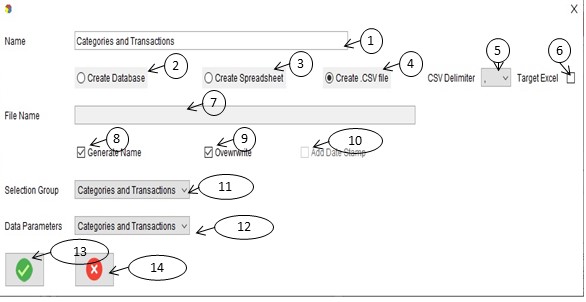 X
Name Categories and Transactions 1
Create Database 2 Create Spreadsheet 3 Create .CSV file 4 CSV Delimiter , 5 Target Excel 6
File Name 7
Generate Name 8 Ovewrwite 9 Add Date Stamp 10
Selection Group Categories and Transactions 11
Data Parameters Categories and Transactions 12
13 X 14